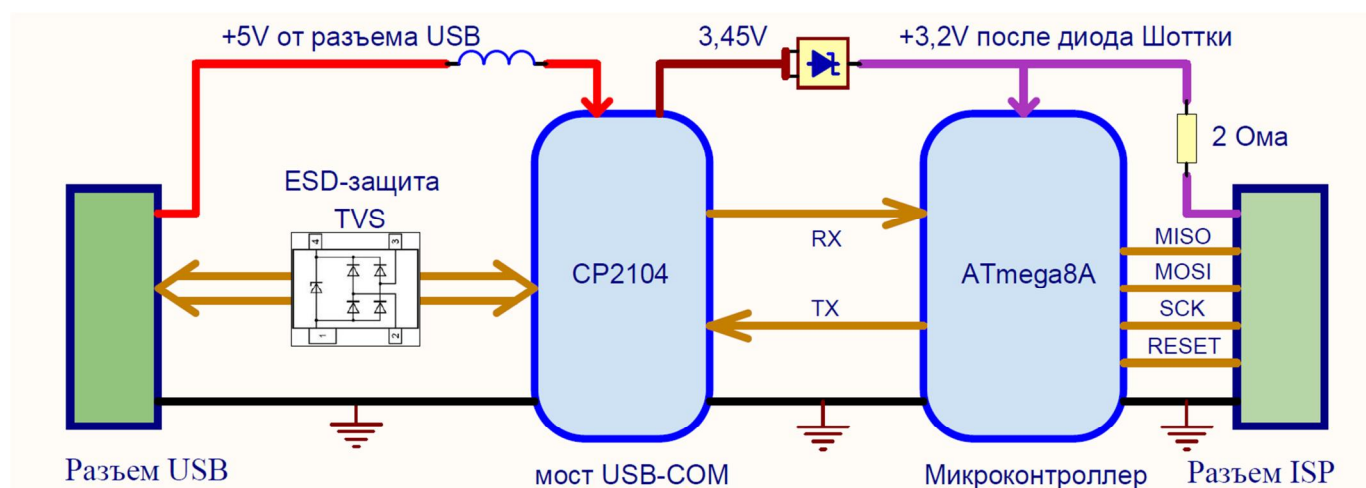 +5V от разъема USB
3,45V
+3,2V после диода Шоттки
2 Ома
ESD-защита
TVS
4
3
1
2
CP2104
RX
TX
ATmega8A
MISO
MOSI
SCK
RESET
Разъем USB
мост USB-COM
Микроконтроллер
Разъем ISP